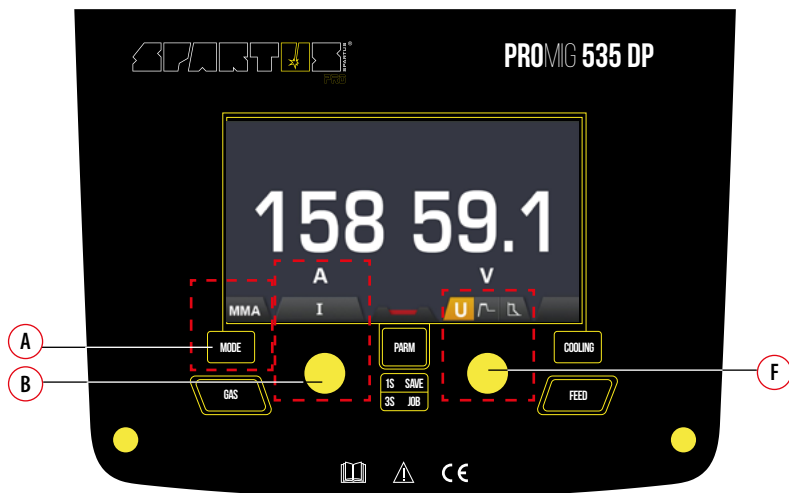 SPARTUS®
SPARTUS
PRO
PROMIG 535 DP
158 59.1
A V
MMA I U
A
MODE PARM COOLING
B
F
GAS
1S SAVE
3S JOB
FEED
CE